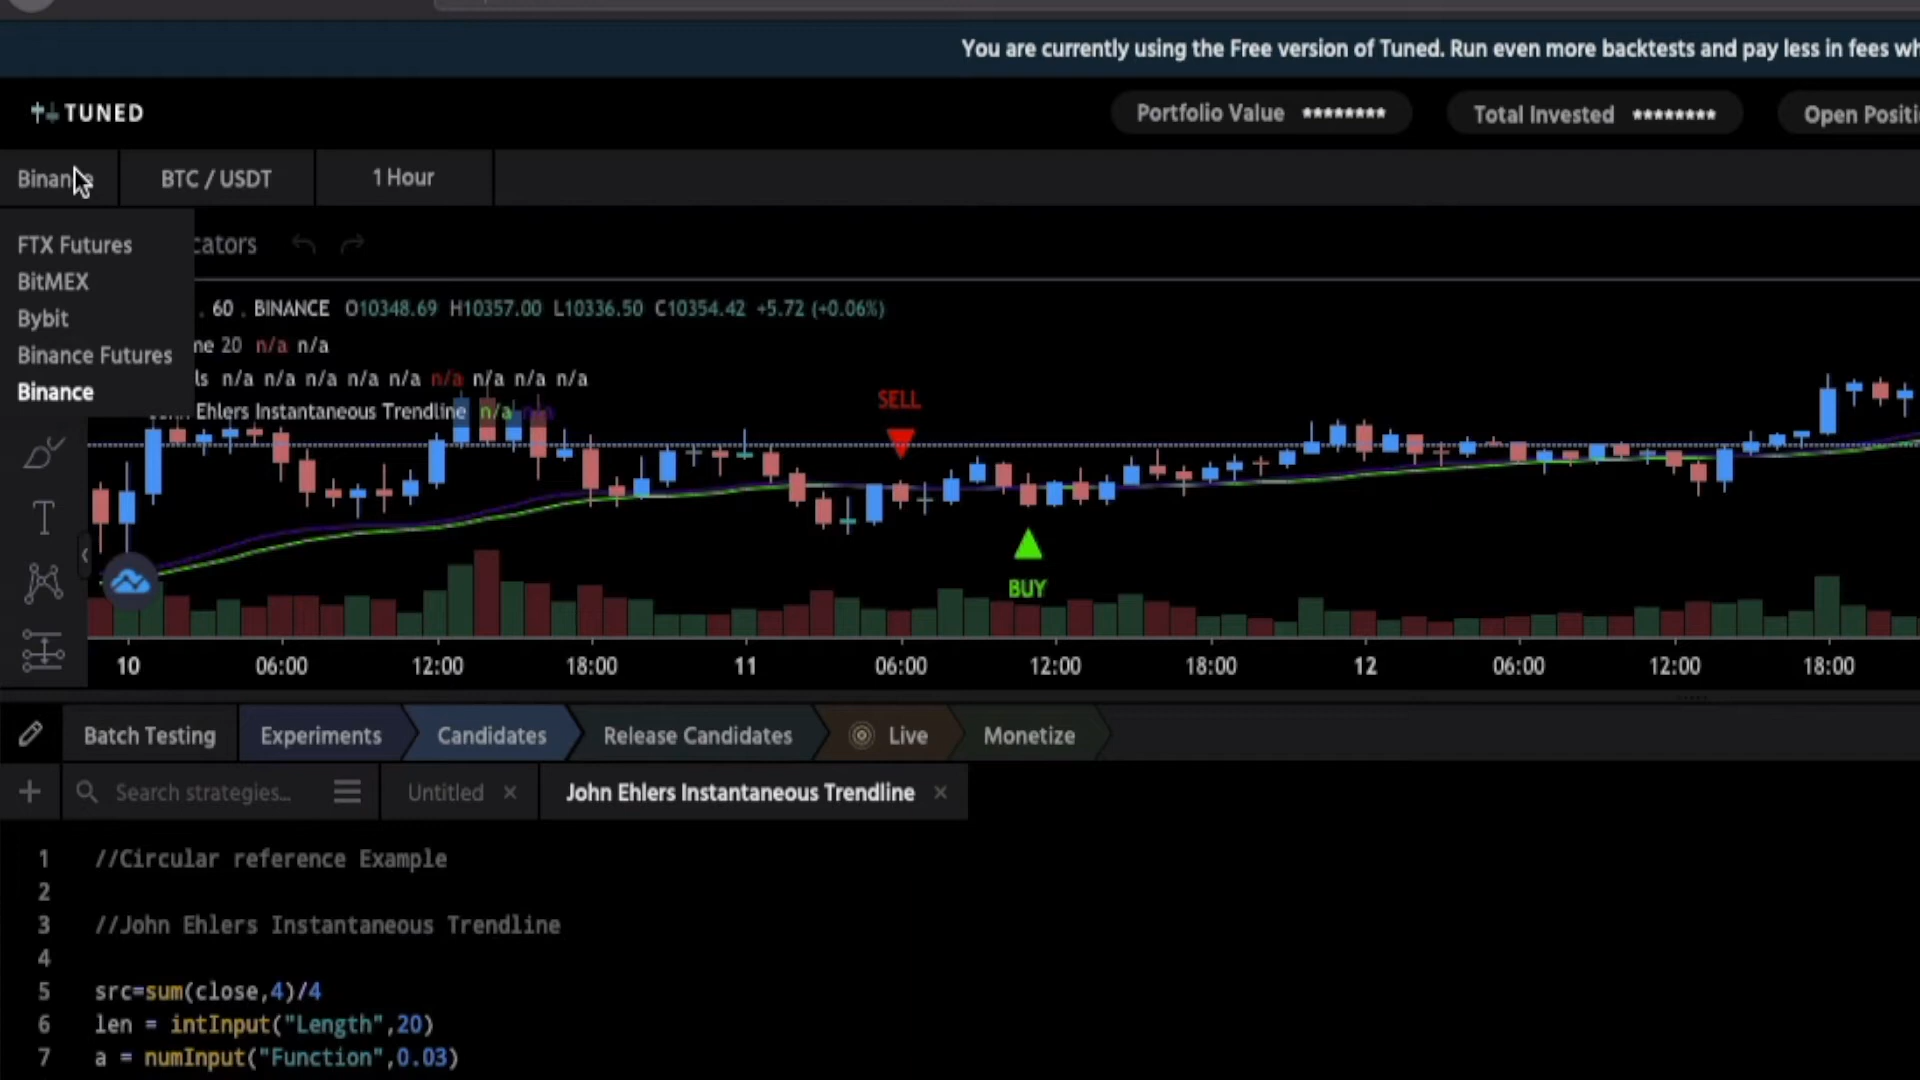 You are currently using the Free version of Tuned. Run even more backtests and pay less in fees wh
TUNED
Portfolio Value ********
Total Invested ********
Open Positi
Binance
BTC / USDT
1 Hour
FTX Futures
BitMEX
Bybit
Binance Futures
Binance
cators
. 60 . BINANCE O10348.69 H10357.00 L10336.50 C10354.42 +5.72 (+0.06%)
me 20 n/a n/a
ls n/a n/a n/a n/a n/a n/a n/a n/a n/a
John Ehlers Instantaneous Trendline n/a n/a
SELL
BUY
10 06:00 12:00 18:00 11 06:00 12:00 18:00 12 06:00 12:00 18:00
Batch Testing
Experiments
Candidates
Release Candidates
Live
Monetize
Search strategies...
Untitled
John Ehlers Instantaneous Trendline
1 //Circular reference Example
2
3 //John Ehlers Instantaneous Trendline
4
5 src=sum(close,4)/4
6 len = intInput("Length",20)
7 a = numInput("Function",0.03)